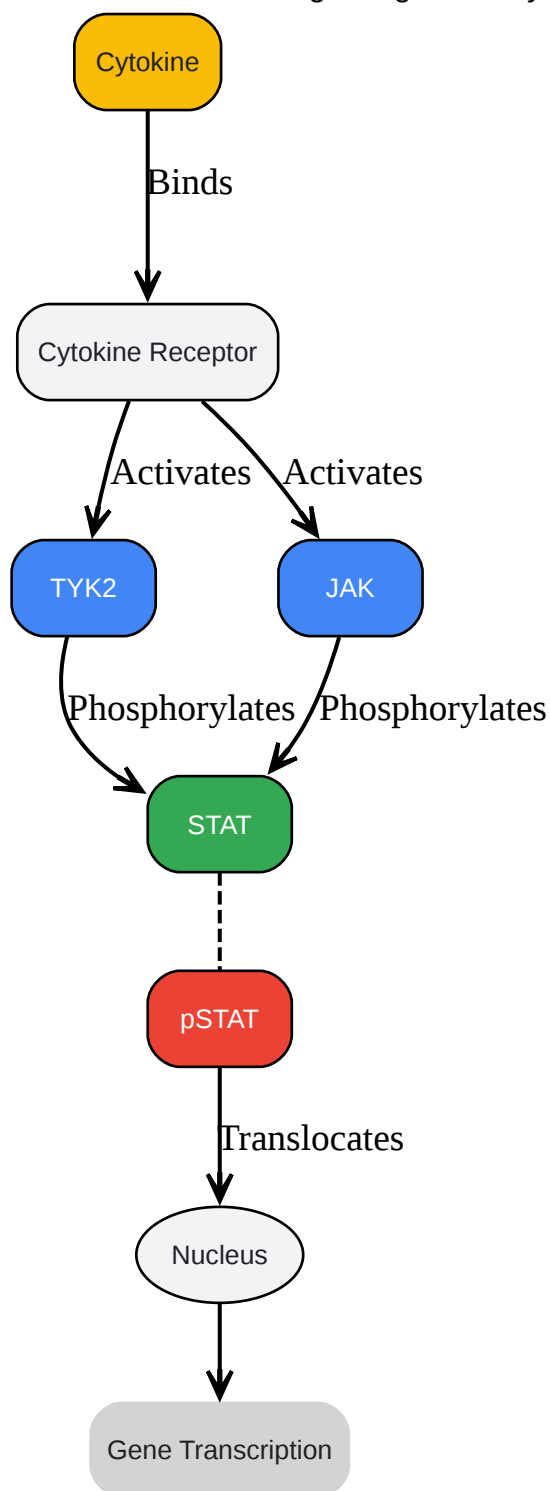 Cytokine
Binds
Cytokine Receptor
Activates Activates
TYK2 JAK
Phosphorylates Phosphorylates
STAT
pSTAT
Translocates
Nucleus
Gene Transcription